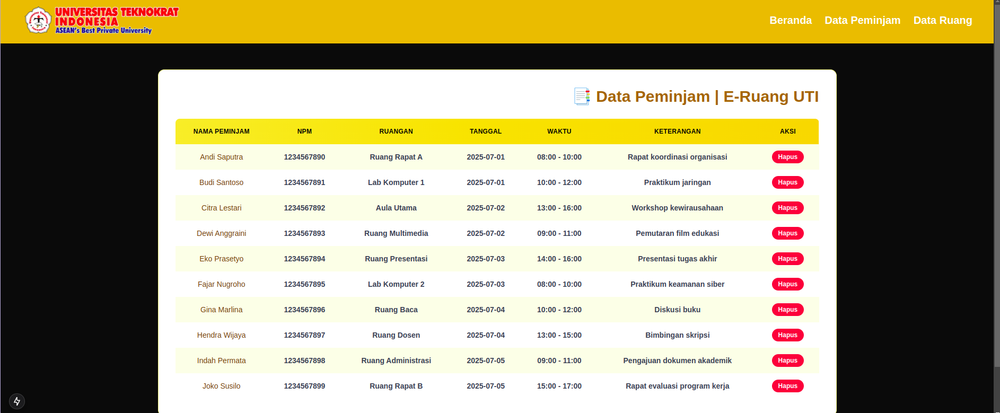 UNIVERSITAS TEKNOKRAT
INDONESIA
ASEAN's Best Private University
Beranda Data Peminjam Data Ruang
Data Peminjam | E-Ruang UTI
NAMA PEMINJAM NPM RUANGAN TANGGAL WAKTU KETERANGAN AKSI
Andi Saputra 1234567890 Ruang Rapat A 2025-07-01 08:00 - 10:00 Rapat koordinasi organisasi Hapus
Budi Santoso 1234567891 Lab Komputer 1 2025-07-01 10:00 - 12:00 Praktikum jaringan Hapus
Citra Lestari 1234567892 Aula Utama 2025-07-02 13:00 - 16:00 Workshop kewirausahaan Hapus
Dewi Anggraini 1234567893 Ruang Multimedia 2025-07-02 09:00 - 11:00 Pemutaran film edukasi Hapus
Eko Prasetyo 1234567894 Ruang Presentasi 2025-07-03 14:00 - 16:00 Presentasi tugas akhir Hapus
Fajar Nugroho 1234567895 Lab Komputer 2 2025-07-03 08:00 - 10:00 Praktikum keamanan siber Hapus
Gina Marlina 1234567896 Ruang Baca 2025-07-04 10:00 - 12:00 Diskusi buku Hapus
Hendra Wijaya 1234567897 Ruang Dosen 2025-07-04 13:00 - 15:00 Bimbingan skripsi Hapus
Indah Permata 1234567898 Ruang Administrasi 2025-07-05 09:00 - 11:00 Pengajuan dokumen akademik Hapus
Joko Susilo 1234567899 Ruang Rapat B 2025-07-05 15:00 - 17:00 Rapat evaluasi program kerja Hapus